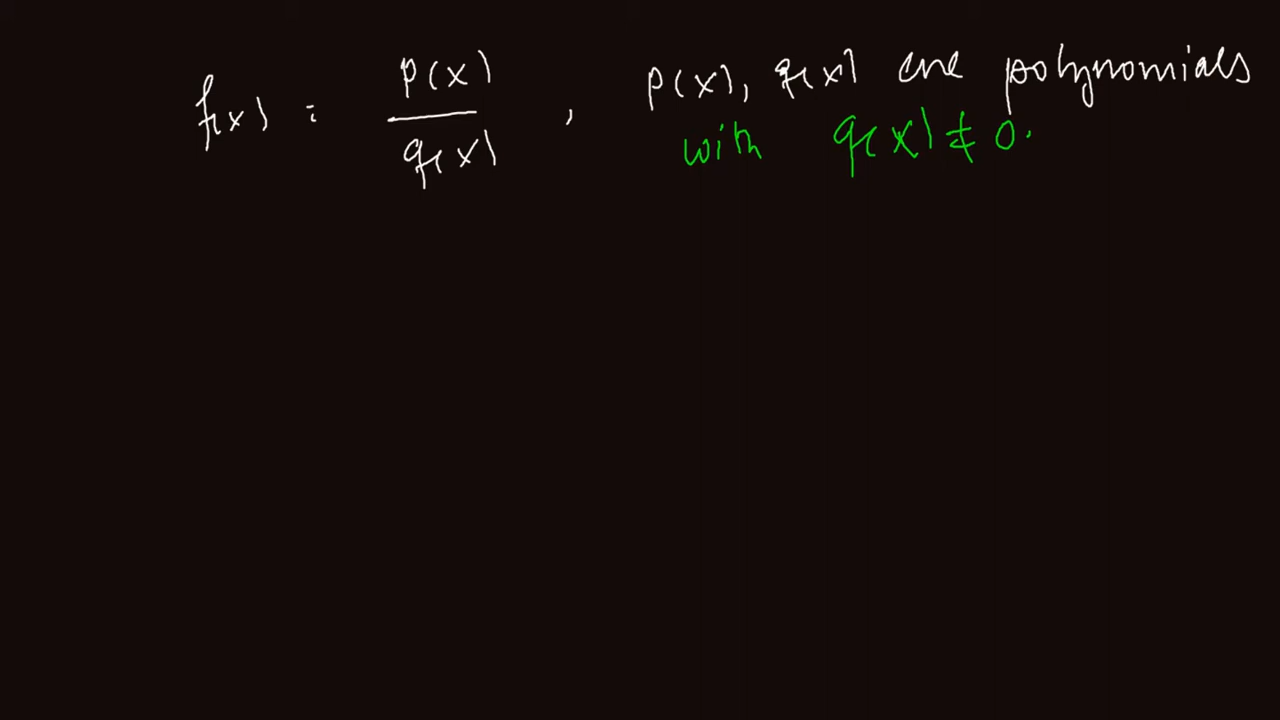 f(x) = p(x) / q(x) , p(x), q(x) are polynomials
with q(x) ≠ 0.